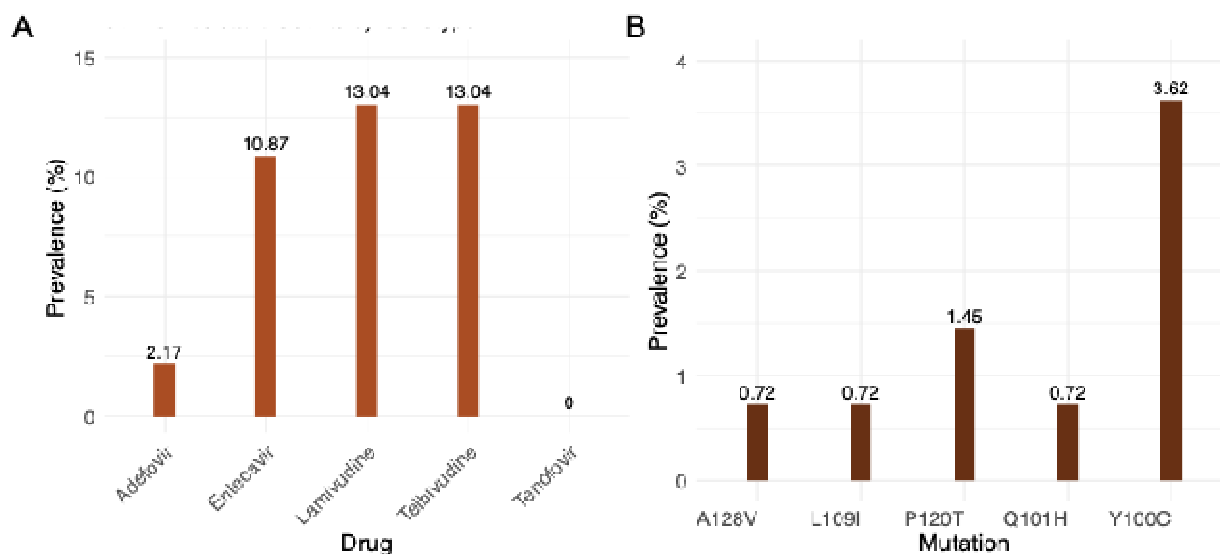 A
15
10
5
0
Prevalence (%)
2.17
10.87
13.04
13.04
0
Adefovir
Entecavir
Lamivudine
Telbivudine
Tenofovir
Drug
B
4
3
2
1
0
Prevalence (%)
0.72
0.72
1.45
0.72
3.62
A128V
L109I
P120T
Q101H
Y100C
Mutation